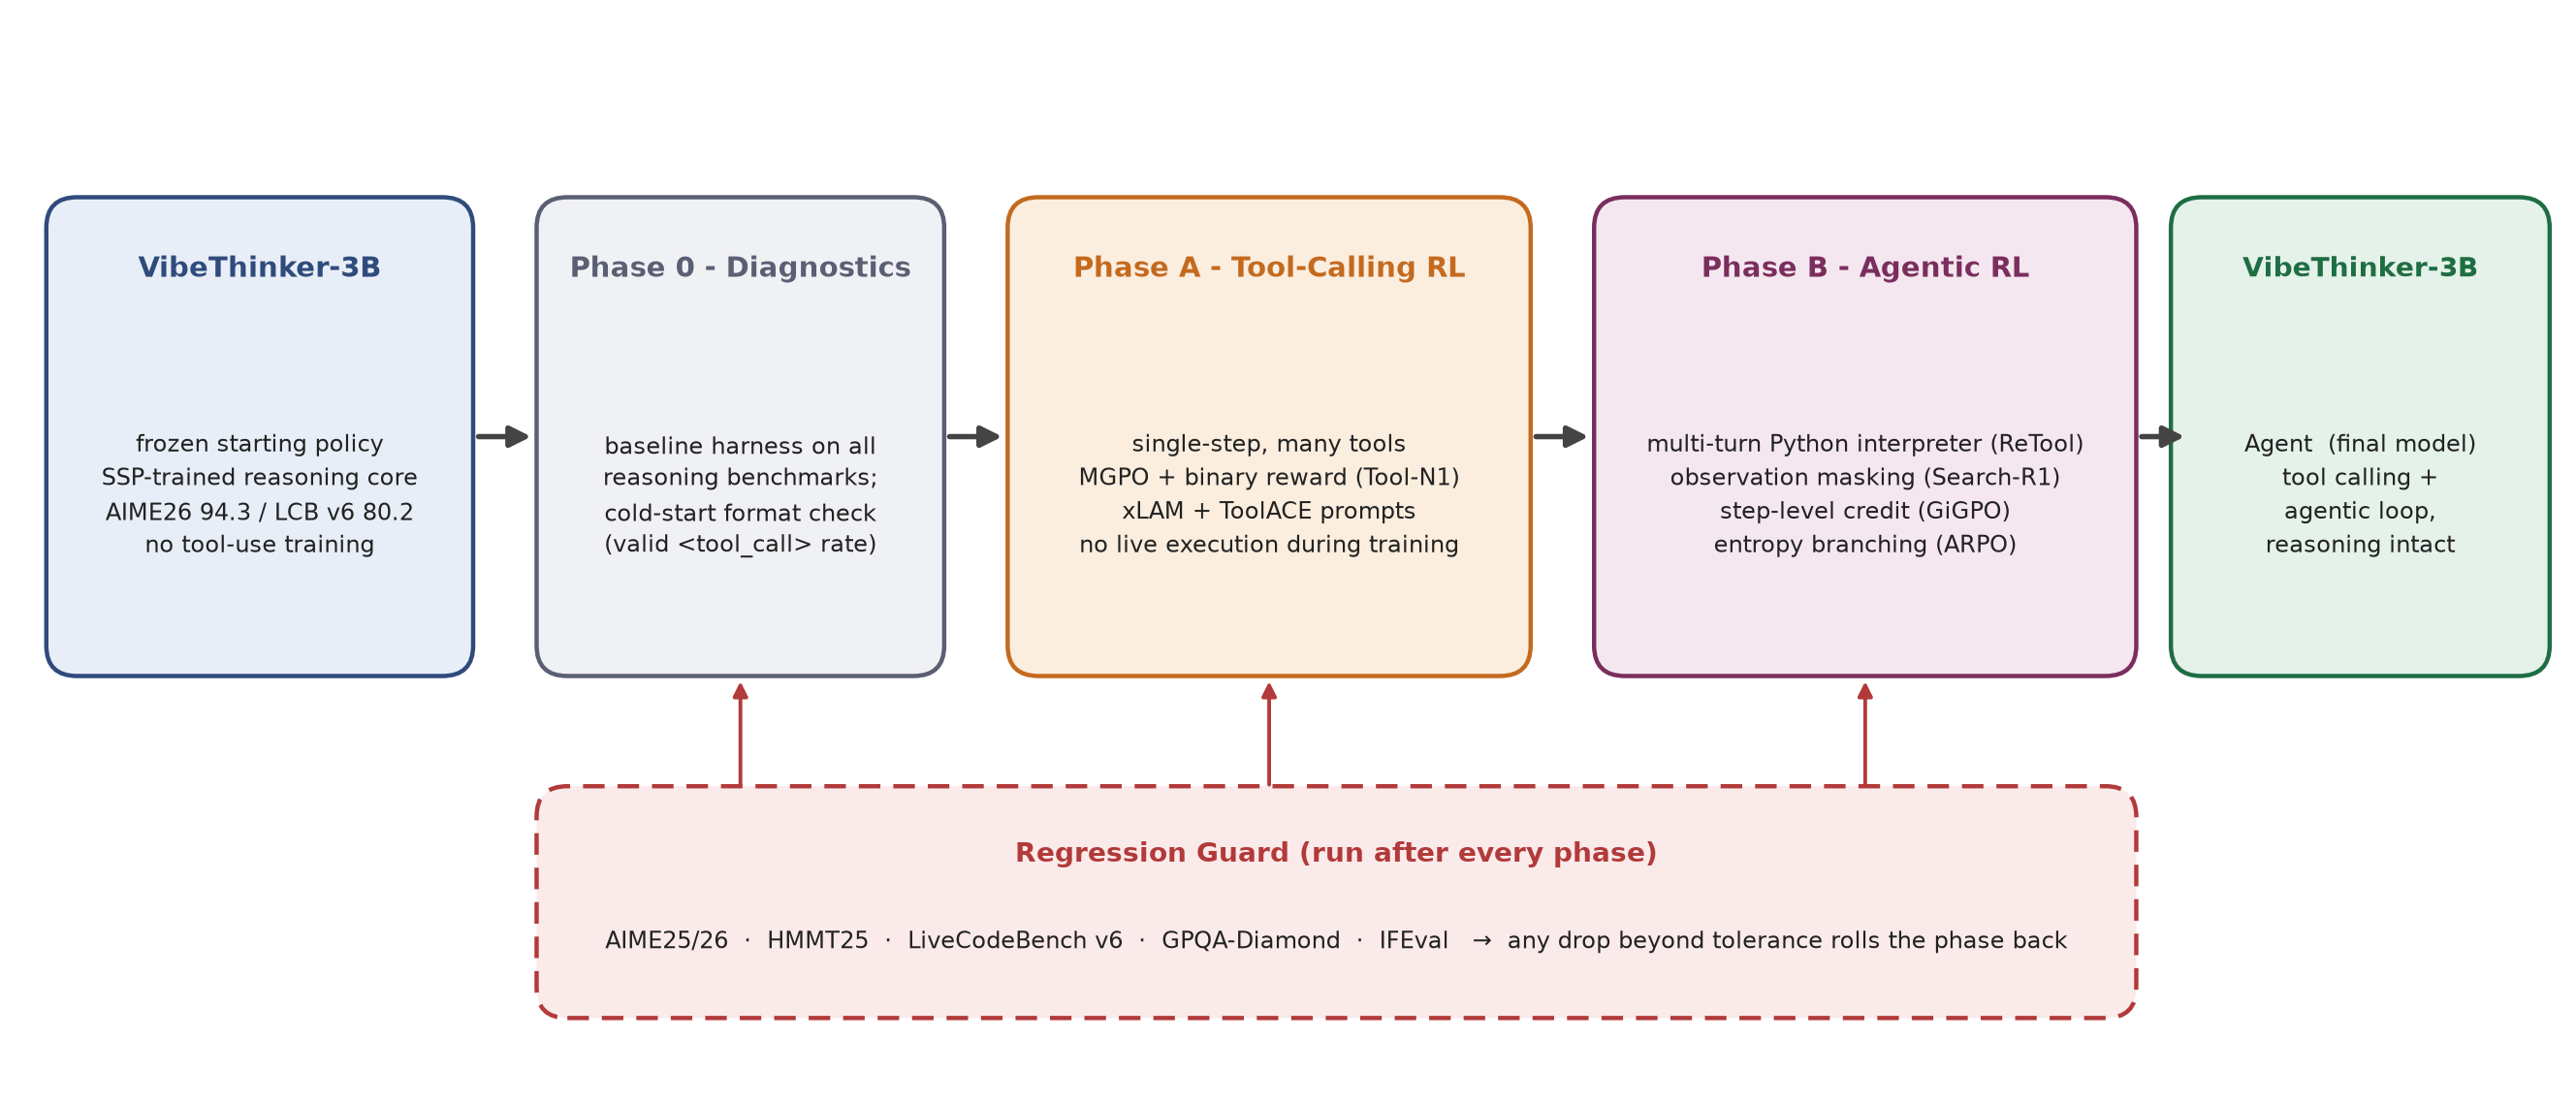 VibeThinker-3B
frozen starting policy
SSP-trained reasoning core
AIME26 94.3 / LCB v6 80.2
no tool-use training
Phase 0 - Diagnostics
baseline harness on all
reasoning benchmarks;
cold-start format check
(valid <tool_call> rate)
Phase A - Tool-Calling RL
single-step, many tools
MGPO + binary reward (Tool-N1)
xLAM + ToolACE prompts
no live execution during training
Phase B - Agentic RL
multi-turn Python interpreter (ReTool)
observation masking (Search-R1)
step-level credit (GiGPO)
entropy branching (ARPO)
VibeThinker-3B
Agent  (final model)
tool calling +
agentic loop,
reasoning intact
Regression Guard (run after every phase)
AIME25/26  ·  HMMT25  ·  LiveCodeBench v6  ·  GPQA-Diamond  ·  IFEval   →  any drop beyond tolerance rolls the phase back